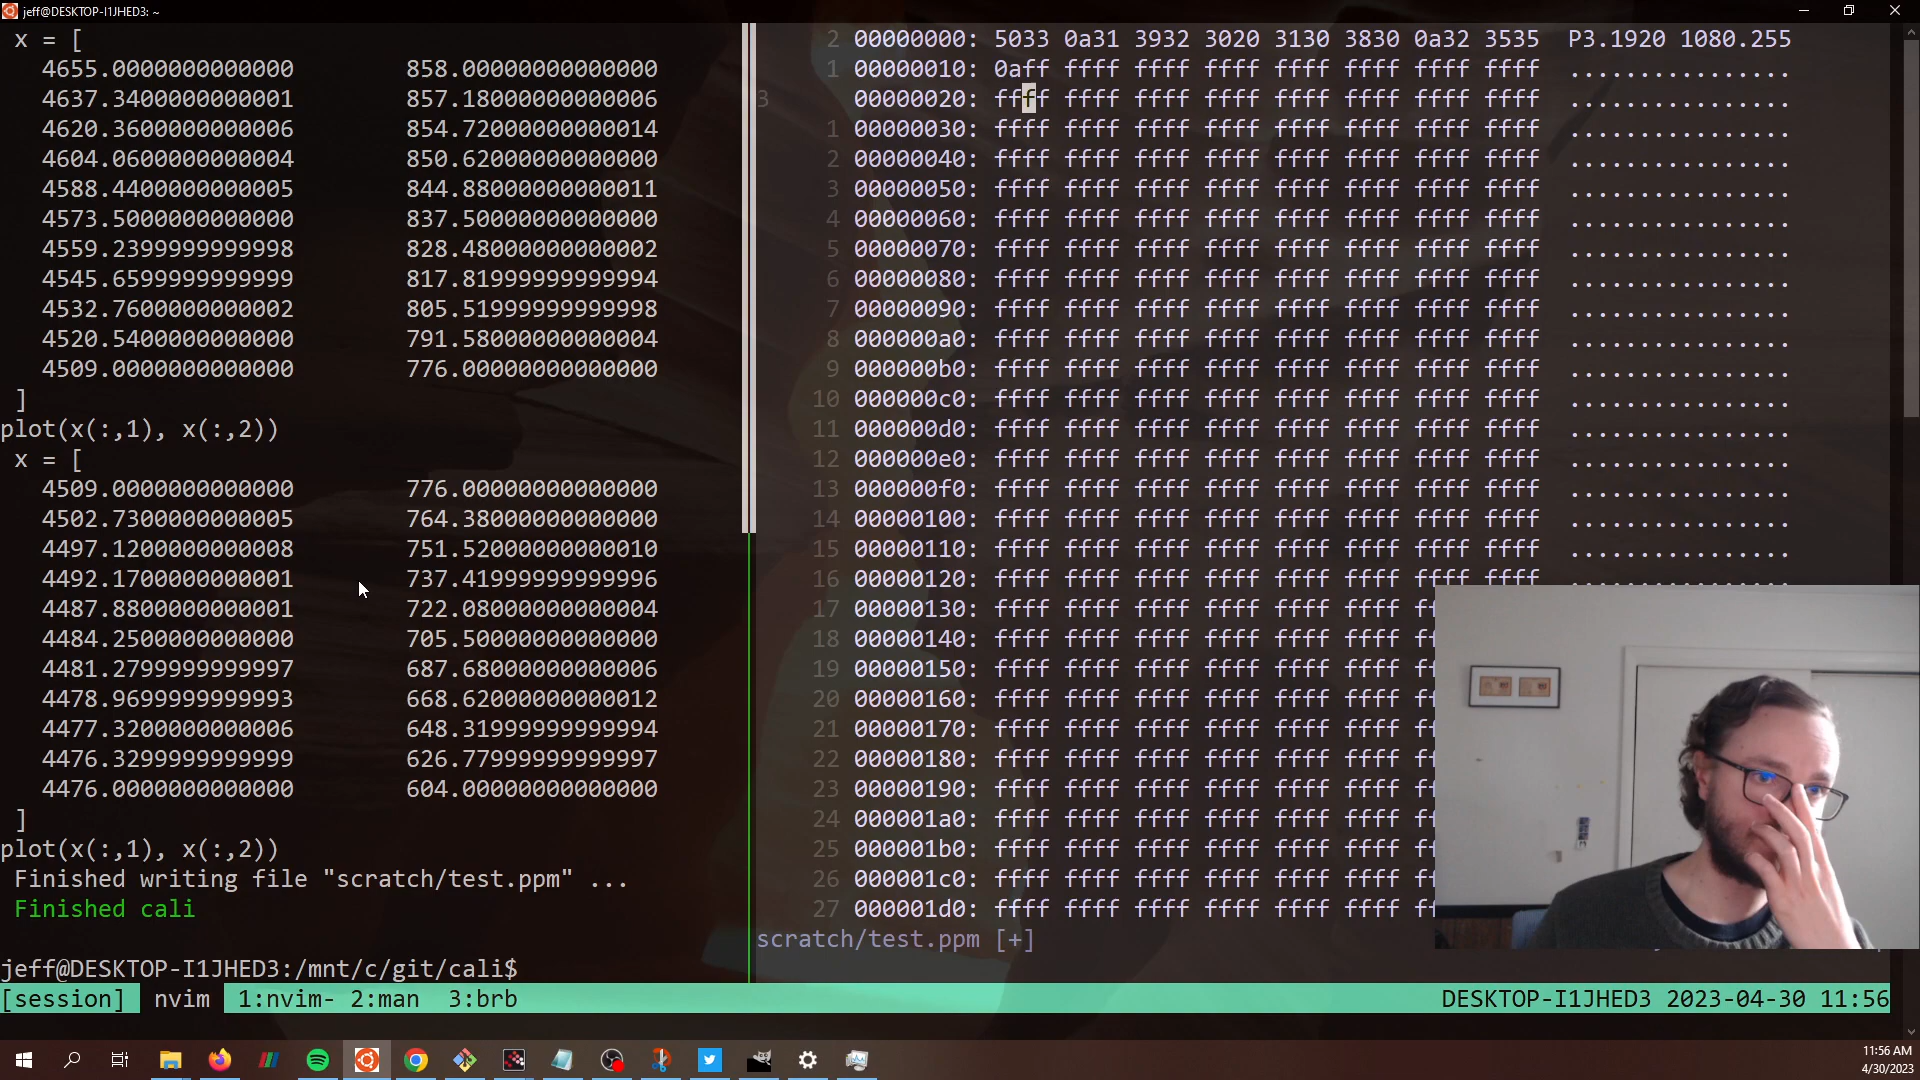 jeff@DESKTOP-I1JHED3: ~
x = [
4655.0000000000000 858.00000000000000
4637.3400000000001 857.18000000000006
4620.3600000000006 854.72000000000014
4604.0600000000004 850.62000000000000
4588.4400000000005 844.88000000000011
4573.5000000000000 837.50000000000000
4559.2399999999998 828.48000000000002
4545.6599999999999 817.81999999999994
4532.7600000000002 805.51999999999998
4520.5400000000000 791.58000000000004
4509.0000000000000 776.00000000000000
]
plot(x(:,1), x(:,2))
x = [
4509.0000000000000 776.00000000000000
4502.7300000000005 764.38000000000000
4497.1200000000008 751.52000000000010
4492.1700000000001 737.41999999999996
4487.8800000000001 722.08000000000004
4484.2500000000000 705.50000000000000
4481.2799999999997 687.68000000000006
4478.9699999999993 668.62000000000012
4477.3200000000006 648.31999999999994
4476.3299999999999 626.77999999999997
4476.0000000000000 604.00000000000000
]
plot(x(:,1), x(:,2))
Finished writing file "scratch/test.ppm" ...
Finished cali
jeff@DESKTOP-I1JHED3:/mnt/c/git/cali$
2 00000000: 5033 0a31 3932 3020 3130 3830 0a32 3535 P3.1920 1080.255
1 00000010: 0aff ffff ffff ffff ffff ffff ffff ffff ................
3 00000020: ffff ffff ffff ffff ffff ffff ffff ffff ................
1 00000030: ffff ffff ffff ffff ffff ffff ffff ffff ................
2 00000040: ffff ffff ffff ffff ffff ffff ffff ffff ................
3 00000050: ffff ffff ffff ffff ffff ffff ffff ffff ................
4 00000060: ffff ffff ffff ffff ffff ffff ffff ffff ................
5 00000070: ffff ffff ffff ffff ffff ffff ffff ffff ................
6 00000080: ffff ffff ffff ffff ffff ffff ffff ffff ................
7 00000090: ffff ffff ffff ffff ffff ffff ffff ffff ................
8 000000a0: ffff ffff ffff ffff ffff ffff ffff ffff ................
9 000000b0: ffff ffff ffff ffff ffff ffff ffff ffff ................
10 000000c0: ffff ffff ffff ffff ffff ffff ffff ffff ................
11 000000d0: ffff ffff ffff ffff ffff ffff ffff ffff ................
12 000000e0: ffff ffff ffff ffff ffff ffff ffff ffff ................
13 000000f0: ffff ffff ffff ffff ffff ffff ffff ffff ................
14 00000100: ffff ffff ffff ffff ffff ffff ffff ffff ................
15 00000110: ffff ffff ffff ffff ffff ffff ffff ffff ................
16 00000120: ffff ffff ffff ffff ffff ffff ffff ffff ................
17 00000130: ffff ffff ffff ffff ffff ffff ff
18 00000140: ffff ffff ffff ffff ffff ffff ff
19 00000150: ffff ffff ffff ffff ffff ffff ff
20 00000160: ffff ffff ffff ffff ffff ffff ff
21 00000170: ffff ffff ffff ffff ffff ffff ff
22 00000180: ffff ffff ffff ffff ffff ffff ff
23 00000190: ffff ffff ffff ffff ffff ffff ff
24 000001a0: ffff ffff ffff ffff ffff ffff ff
25 000001b0: ffff ffff ffff ffff ffff ffff ff
26 000001c0: ffff ffff ffff ffff ffff ffff ff
27 000001d0: ffff ffff ffff ffff ffff ffff ff
scratch/test.ppm [+]
[session] nvim 1:nvim- 2:man 3:brb DESKTOP-I1JHED3 2023-04-30 11:56
11:56 AM
4/30/2023